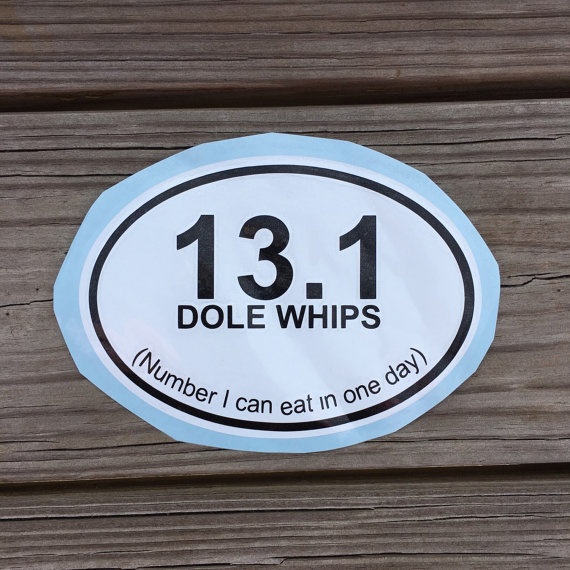 13.1
DOLE WHIPS
(Number I can eat in one day)